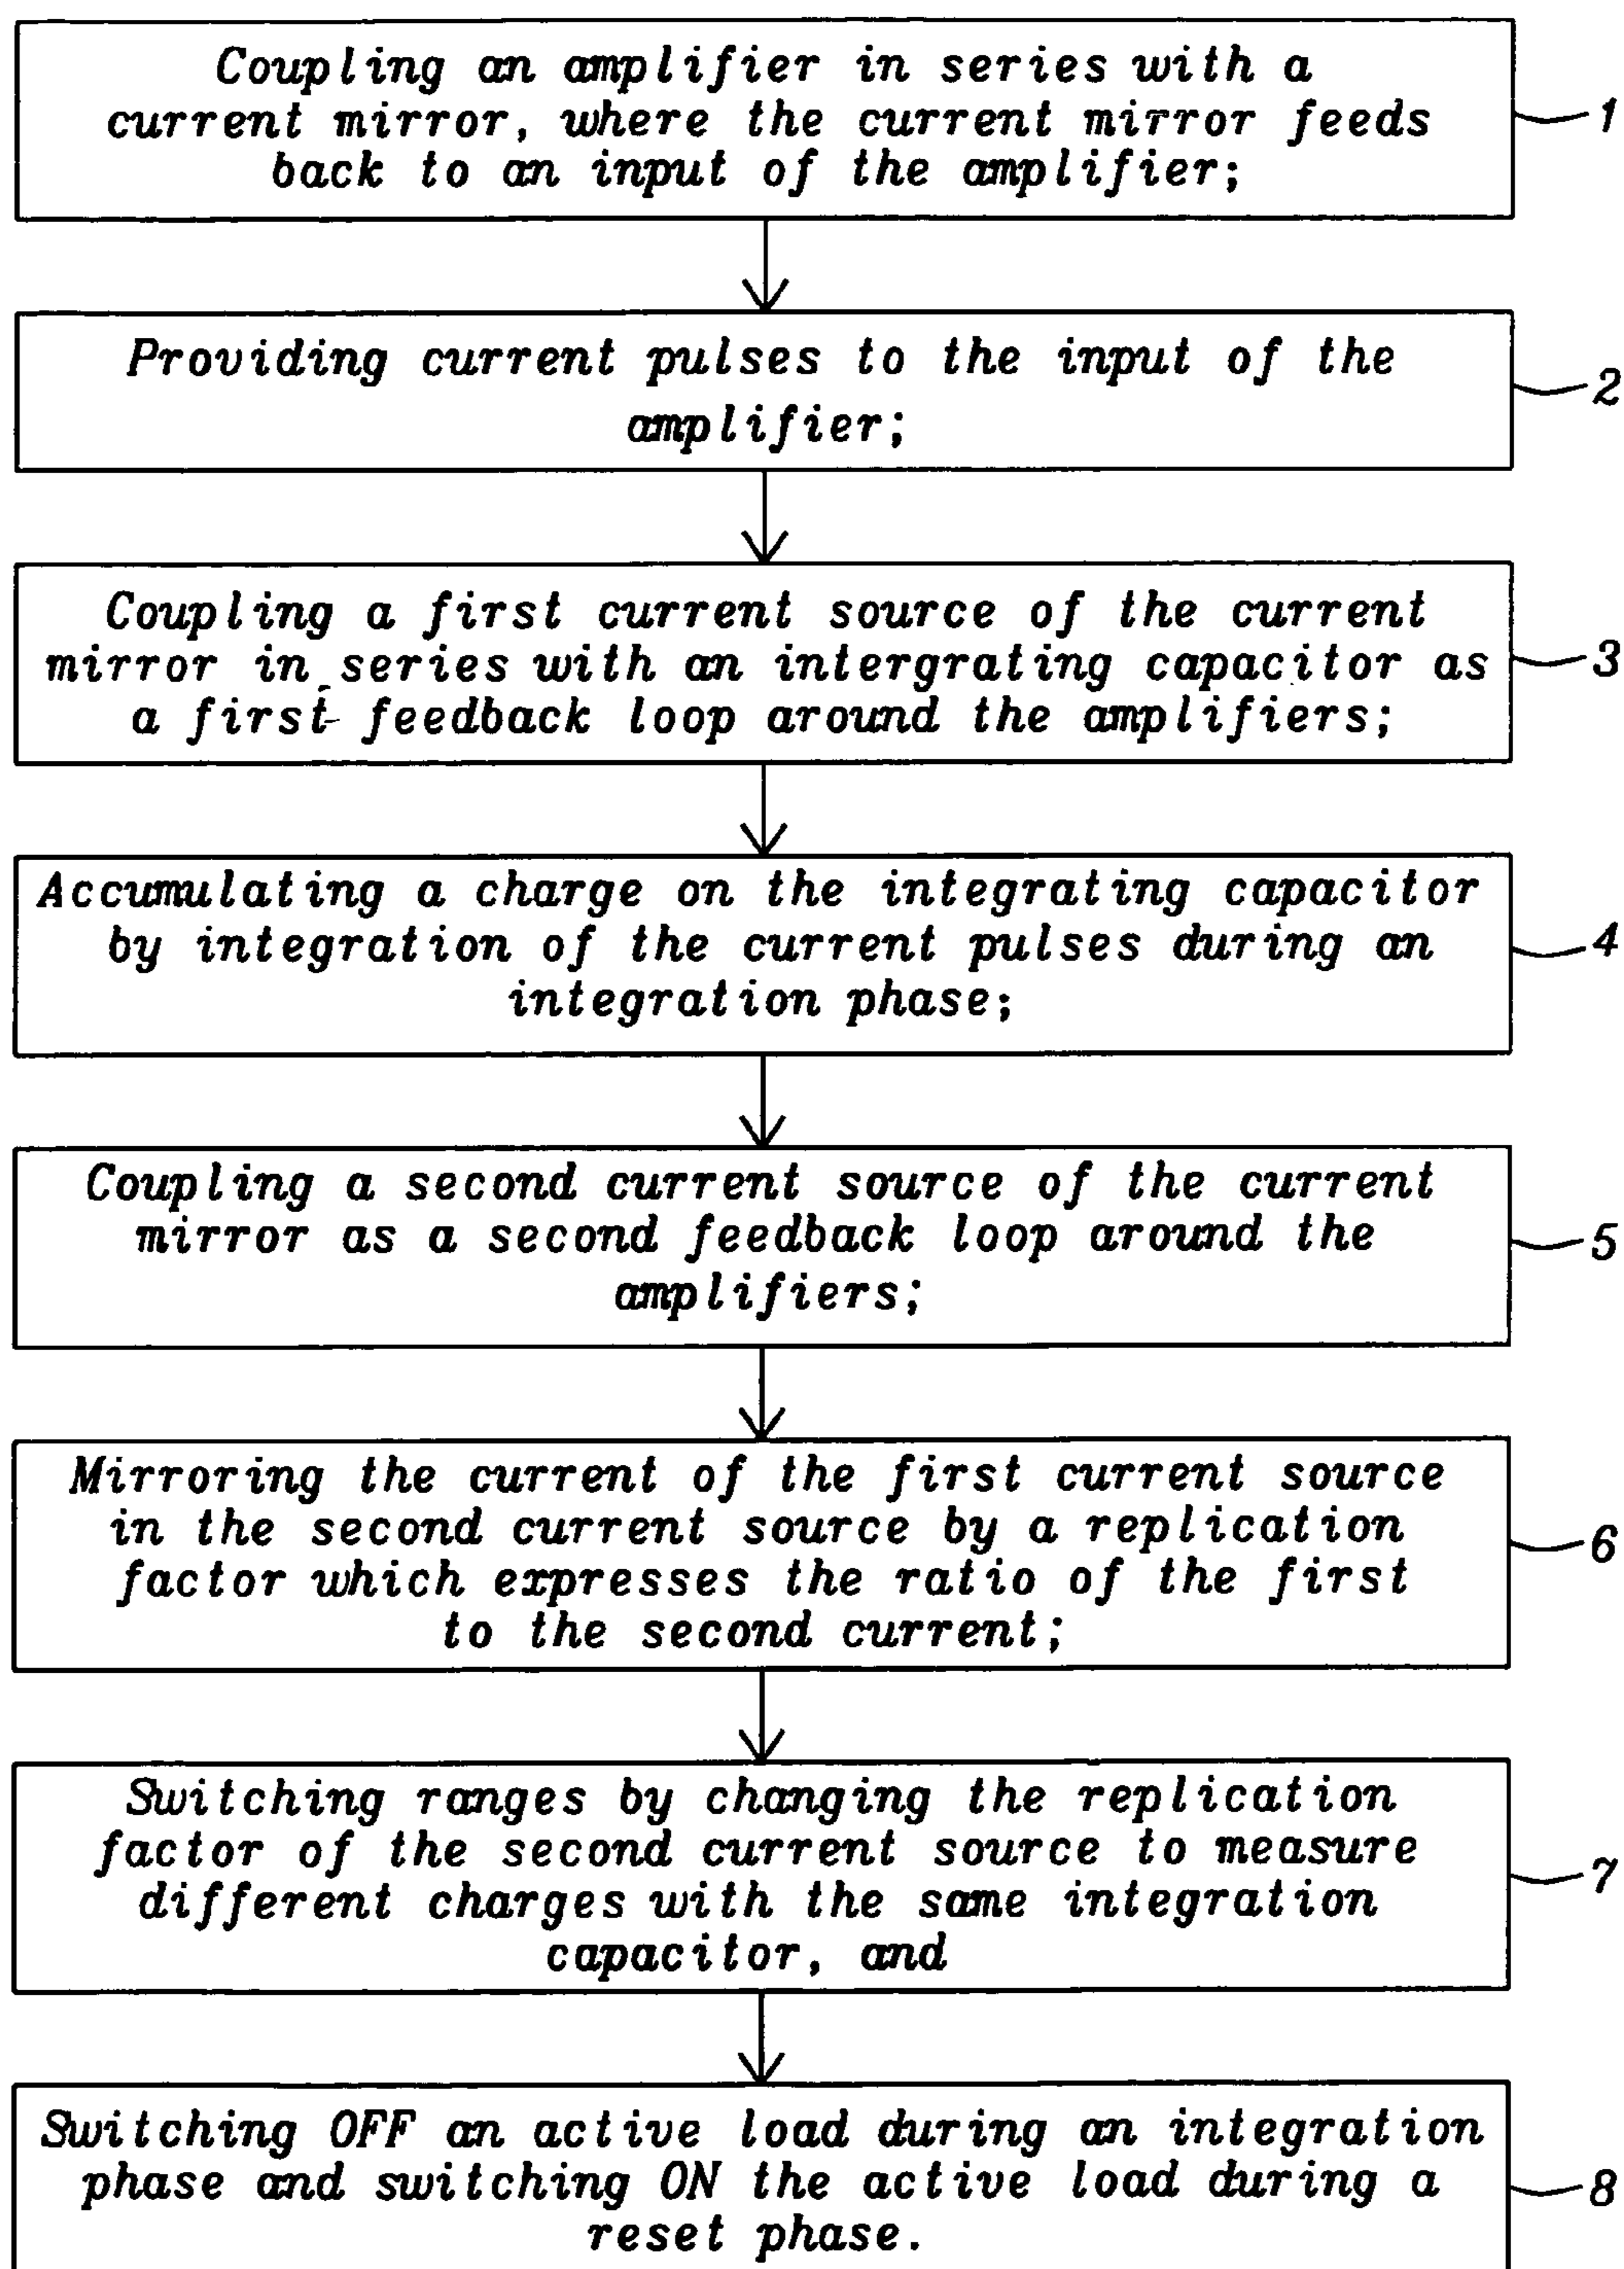 Coupling an amplifier in series with a
current mirror, where the current mirror feeds
back to an input of the amplifier;
1
Providing current pulses to the input of the
amplifier;
2
Coupling a first current source of the current
mirror in series with an intergrating capacitor as
a first feedback loop around the amplifiers;
3
Accumulating a charge on the integrating capacitor
by integration of the current pulses during an
integration phase;
4
Coupling a second current source of the current
mirror as a second feedback loop around the
amplifiers;
5
Mirroring the current of the first current source
in the second current source by a replication
factor which expresses the ratio of the first
to the second current;
6
Switching ranges by changing the replication
factor of the second current source to measure
different charges with the same integration
capacitor, and
7
Switching OFF an active load during an integration
phase and switching ON the active load during a
reset phase.
8